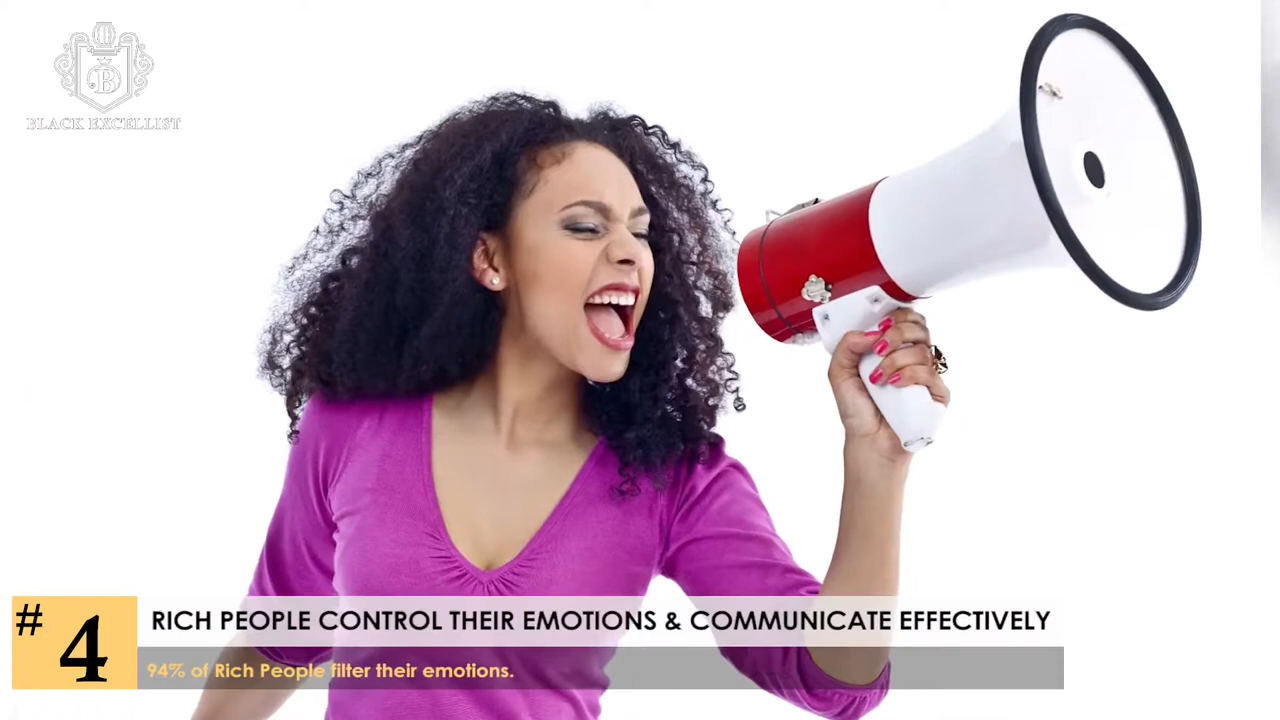 B
BLACK EXCELLIST
# 4
RICH PEOPLE CONTROL THEIR EMOTIONS & COMMUNICATE EFFECTIVELY
94% of Rich People filter their emotions.